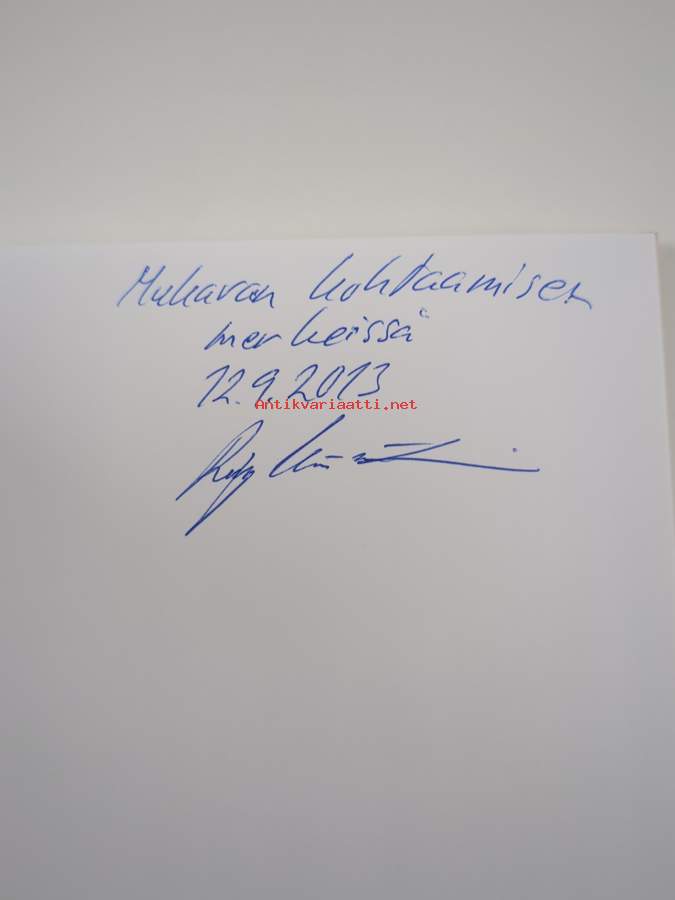 Mukavan kohtaamisen
merkeissä
12.9.2013
Antikvariaatti.net